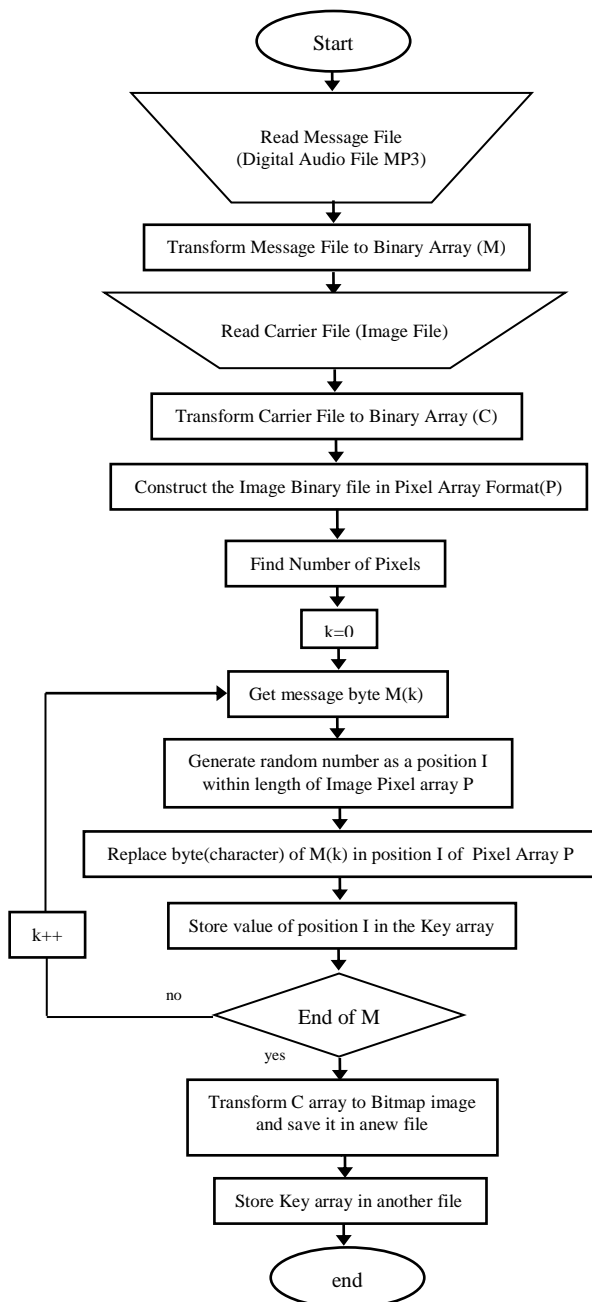 Start
Read Message File
(Digital Audio File MP3)
Transform Message File to Binary Array (M)
Read Carrier File (Image File)
Transform Carrier File to Binary Array (C)
Construct the Image Binary file in Pixel Array Format(P)
Find Number of Pixels
k=0
Get message byte M(k)
Generate random number as a position I
within length of Image Pixel array P
Replace byte(character) of M(k) in position I of Pixel Array P
Store value of position I in the Key array
k++
no
End of M
yes
Transform C array to Bitmap image
and save it in anew file
Store Key array in another file
end